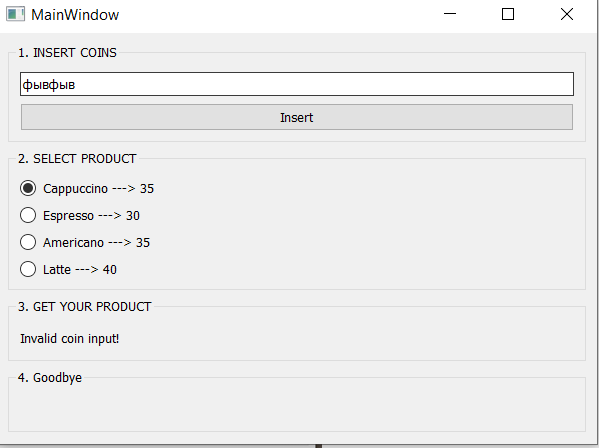 MainWindow
1. INSERT COINS
фывфыв
Insert
2. SELECT PRODUCT
Cappuccino ---> 35
Espresso ---> 30
Americano ---> 35
Latte ---> 40
3. GET YOUR PRODUCT
Invalid coin input!
4. Goodbye